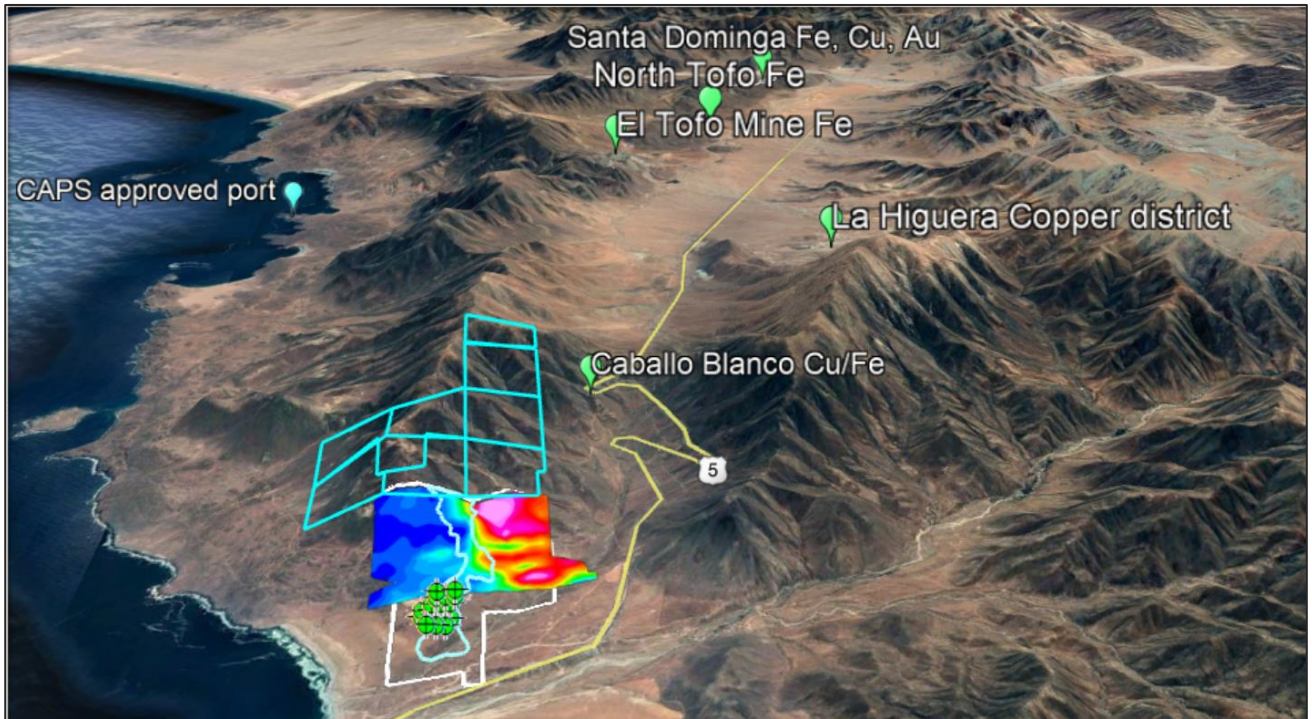 Santa Dominga Fe, Cu, Au
North Tofo Fe
El Tofo Mine Fe
CAPS approved port
La Higuera Copper district
Caballo Blanco Cu/Fe
5